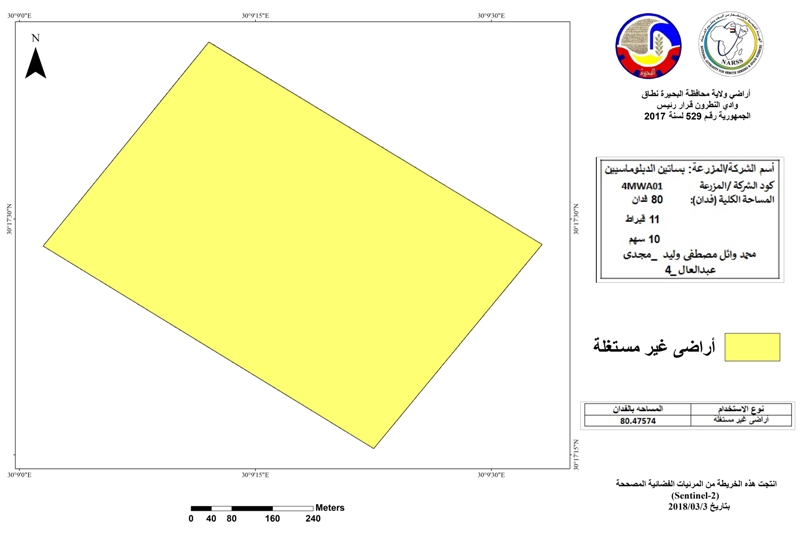 30°9'0"E
30°9'15"E
30°9'30"E
N
30°17'30"N
30°17'30"N
30°17'15"N
30°9'0"E
30°9'15"E
30°9'30"E
Meters
0 40 80 160 240
NARSS
البحيرة
أراضي ولاية محافظة البحيرة نطاق
وادي النطرون قرار رئيس
الجمهورية رقم 529 لسنة 2017
أسم الشركة/المزرعة: بساتين الدبلوماسيين
كود الشركة /المزرعة 4MWA01
المساحة الكلية (فدان): 80 فدان
11 قيراط
10 سهم
محمد وائل مصطفى وليد _مجدى
عبدالعال_4
أراضى غير مستغلة
نوع الاستخدام المساحه بالفدان
اراضى غير مستغله 80.47574
انتجت هذه الخريطة من المرئيات الفضائية المصححة
(Sentinel-2)
بتاريخ 2018/03/3